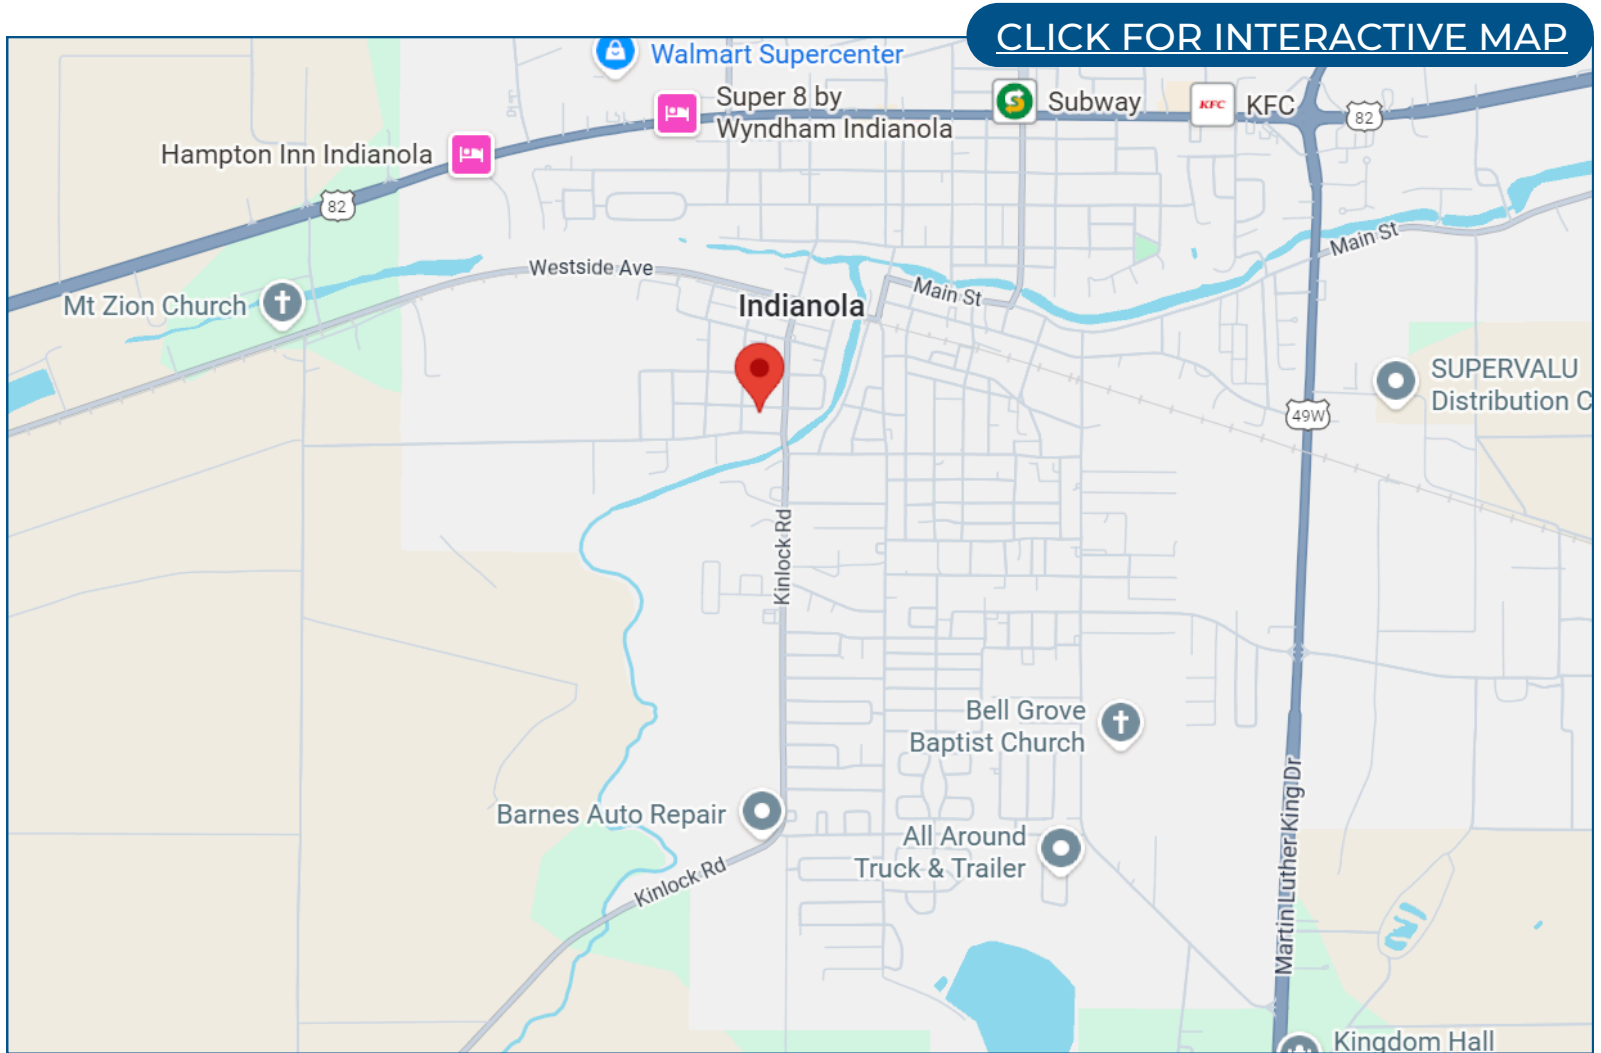 CLICK FOR INTERACTIVE MAP
Walmart Supercenter
Super 8 by
Wyndham Indianola
Subway
KFC
KFC
82
Hampton Inn Indianola
82
Main St
Westside Ave
Mt Zion Church
Main St
Indianola
SUPERVALU
Distribution C
49W
Kinlock Rd
Bell Grove
Baptist Church
Barnes Auto Repair
All Around
Truck & Trailer
Kinlock Rd
Martin Luther King Dr
Kingdom Hall